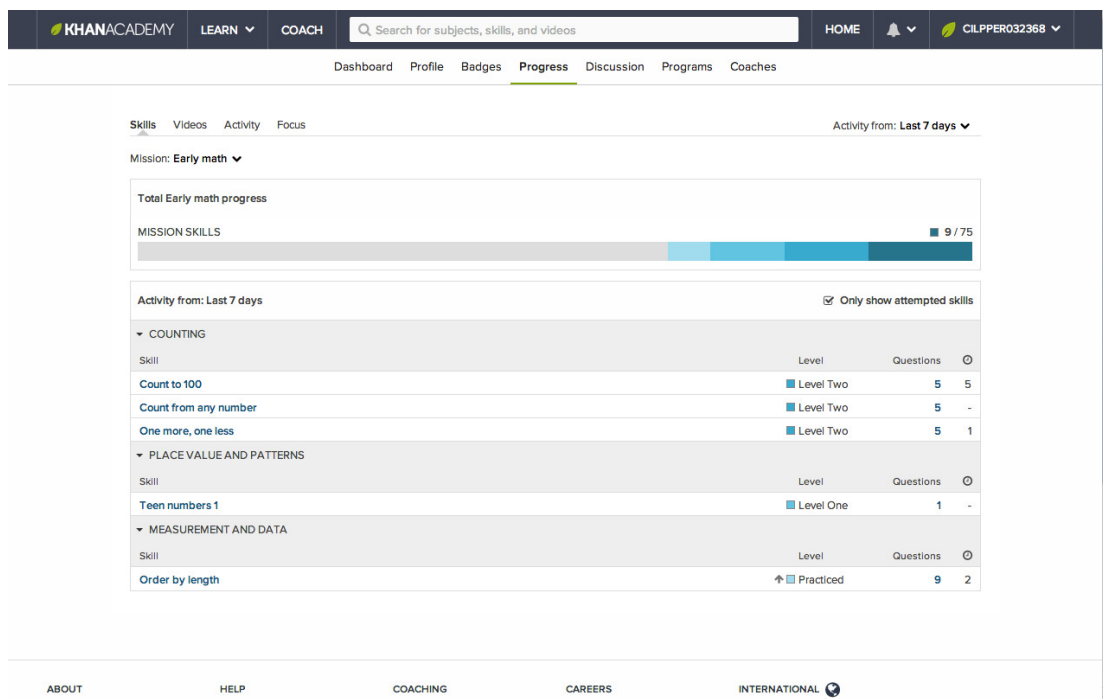 KHANACADEMY LEARN COACH Search for subjects, skills, and videos HOME CILPPER032368
Dashboard Profile Badges Progress Discussion Programs Coaches
Skills Videos Activity Focus Activity from: Last 7 days
Mission: Early math
Total Early math progress
MISSION SKILLS 9 / 75
Activity from: Last 7 days Only show attempted skills
COUNTING
Skill Level Questions
Count to 100 Level Two 5 5
Count from any number Level Two 5 -
One more, one less Level Two 5 1
PLACE VALUE AND PATTERNS
Skill Level Questions
Teen numbers 1 Level One 1 -
MEASUREMENT AND DATA
Skill Level Questions
Order by length Practiced 9 2
ABOUT HELP COACHING CAREERS INTERNATIONAL